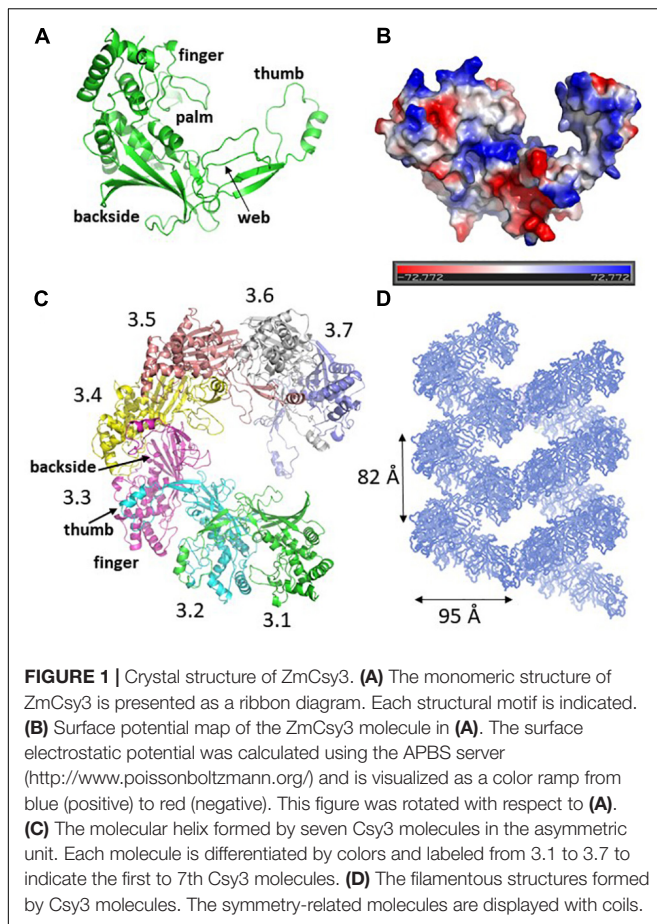 A
finger
thumb
palm
backside
web
B
-72.772
72.772
C
3.6
3.5
3.7
3.4
backside
3.3
thumb
finger
3.2
3.1
D
82 Å
95 Å
FIGURE 1 | Crystal structure of ZmCsy3. (A) The monomeric structure of
ZmCsy3 is presented as a ribbon diagram. Each structural motif is indicated.
(B) Surface potential map of the ZmCsy3 molecule in (A). The surface
electrostatic potential was calculated using the APBS server
(http://www.poissonboltzmann.org/) and is visualized as a color ramp from
blue (positive) to red (negative). This figure was rotated with respect to (A).
(C) The molecular helix formed by seven Csy3 molecules in the asymmetric
unit. Each molecule is differentiated by colors and labeled from 3.1 to 3.7 to
indicate the first to 7th Csy3 molecules. (D) The filamentous structures formed
by Csy3 molecules. The symmetry-related molecules are displayed with coils.